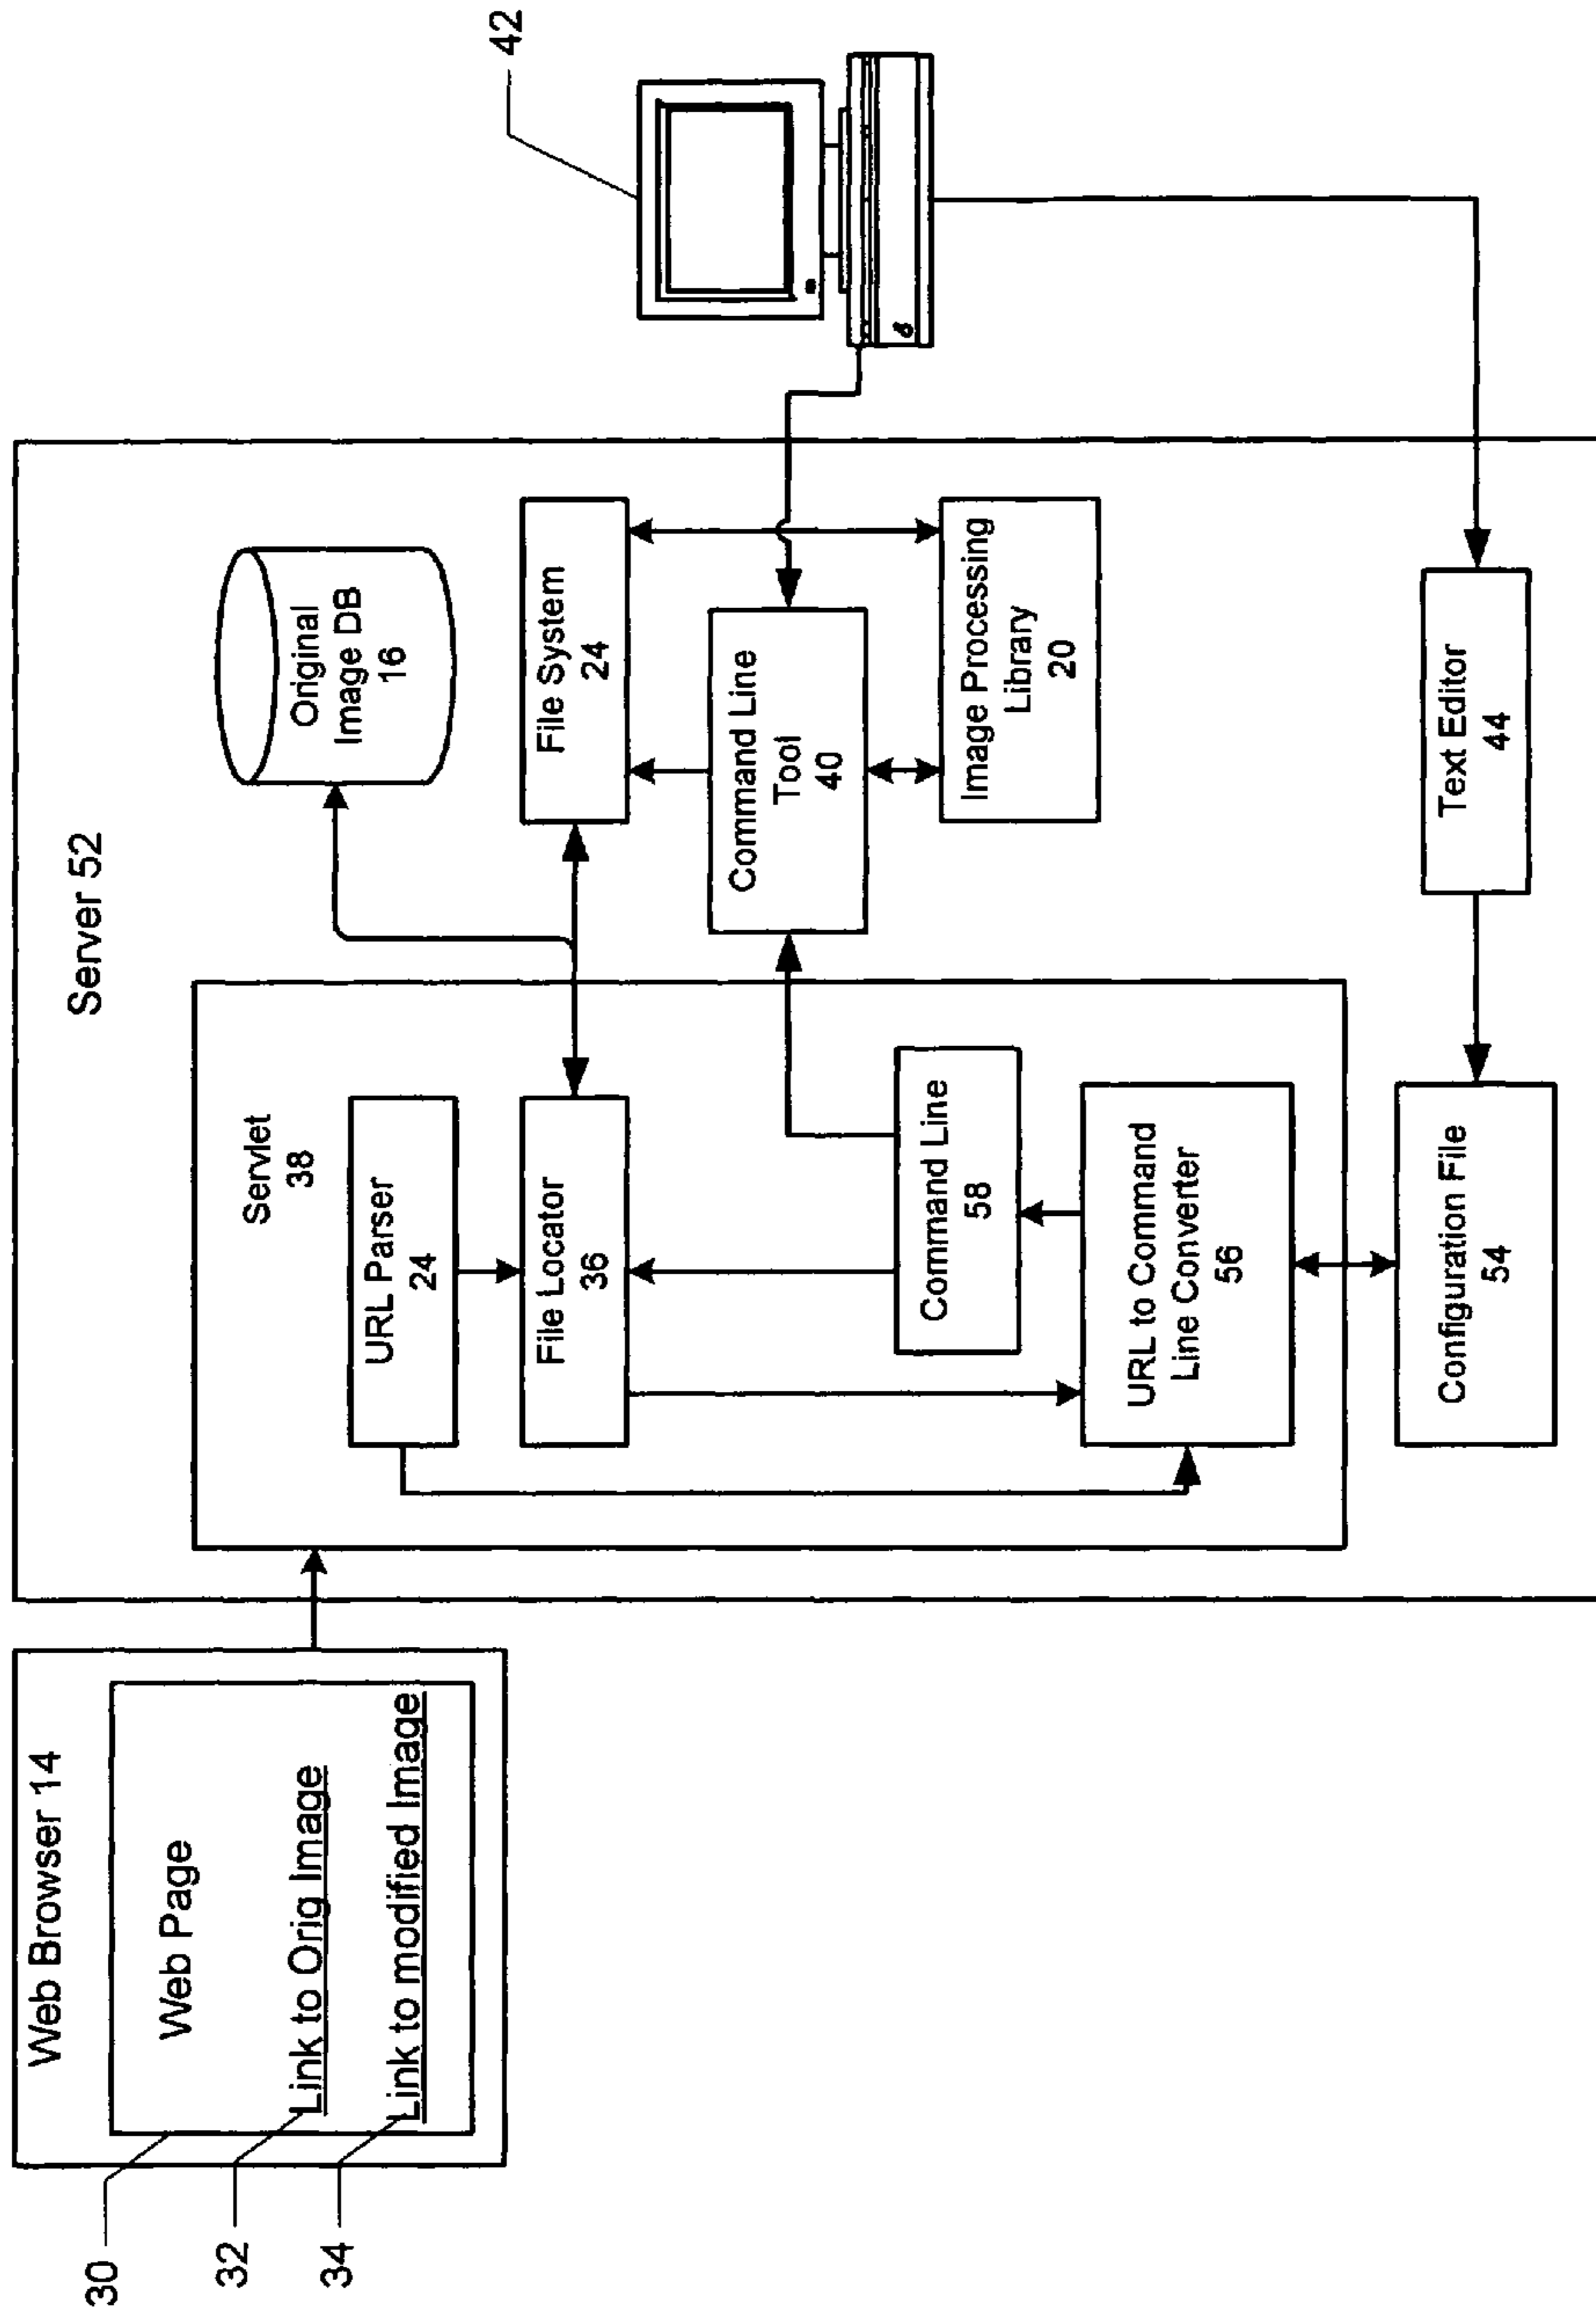 Web Browser 14
Web Page
Link to Orig Image
Link to modified Image
30
32
34
Server 52
Servlet
38
URL Parser
24
File Locator
36
Command Line
58
URL to Command
Line Converter
56
Configuration File
54
Original
Image DB
16
File System
24
Command Line
Tool
40
Image Processing
Library
20
Text Editor
44
42